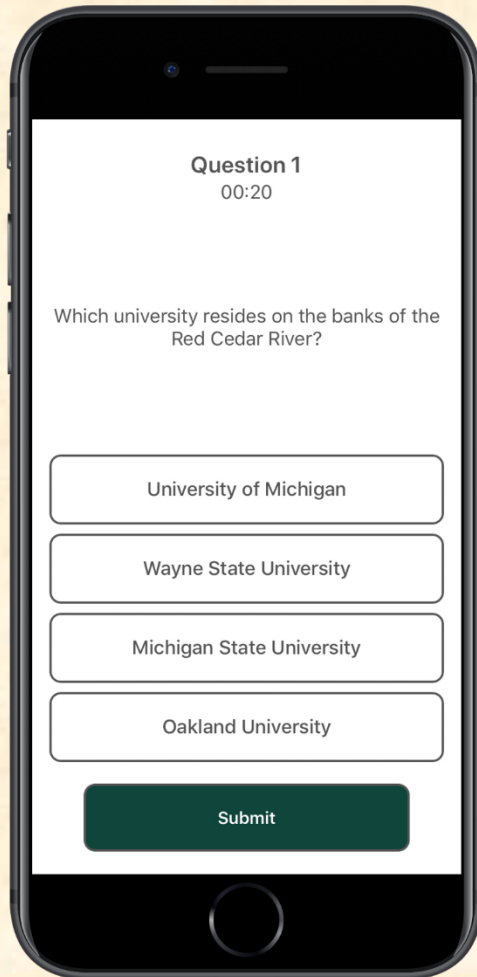 Question 1
00:20
Which university resides on the banks of the
Red Cedar River?
University of Michigan
Wayne State University
Michigan State University
Oakland University
Submit